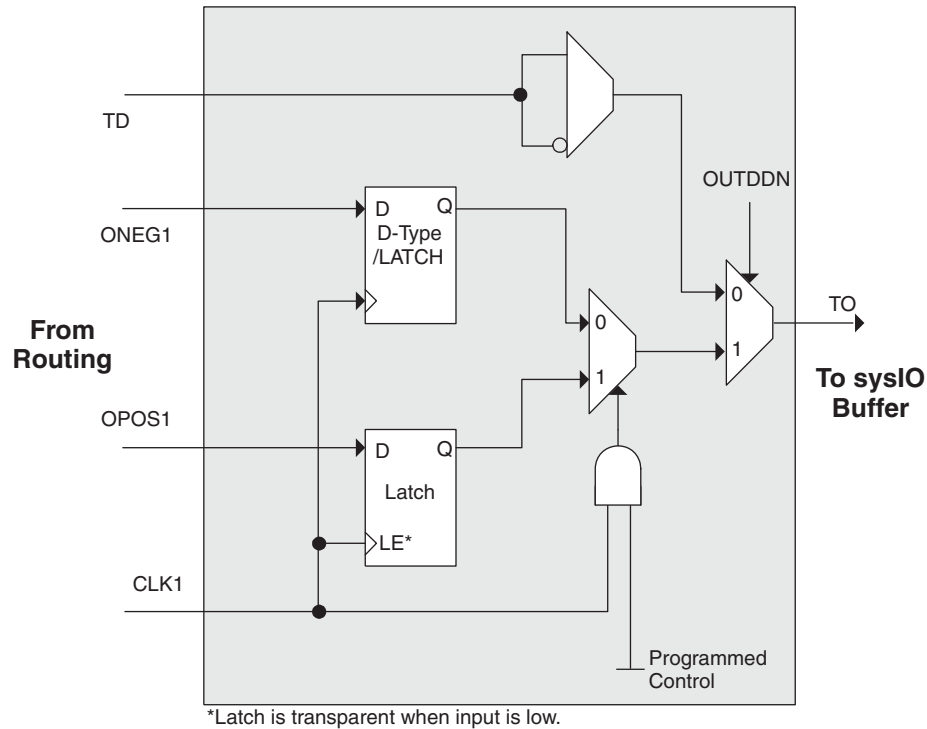 TD
OUTDDN
ONEG1
D
Q
D-Type
/LATCH
0
TO
From
Routing
0
1
1
To sysIO
Buffer
OPOS1
D
Q
Latch
LE*
CLK1
Programmed
Control
*Latch is transparent when input is low.